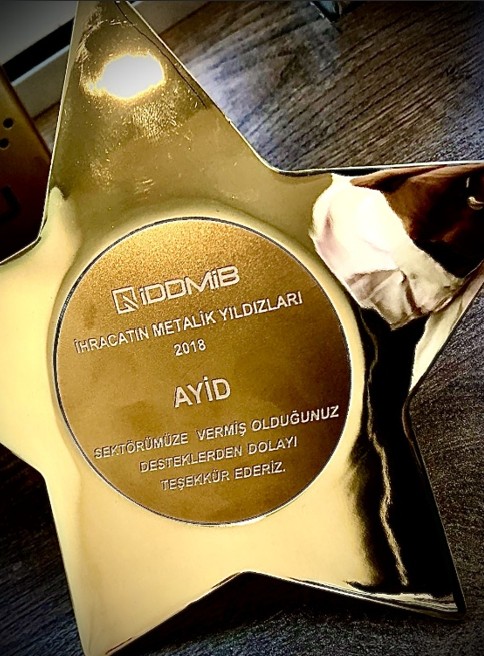 İDDMİB
İHRACATIN METALİK YILDIZLARI
2018
AYİD
SEKTÖRÜMÜZE VERMİŞ OLDUĞUNUZ
DESTEKLERDEN DOLAYI
TEŞEKKÜR EDERİZ.